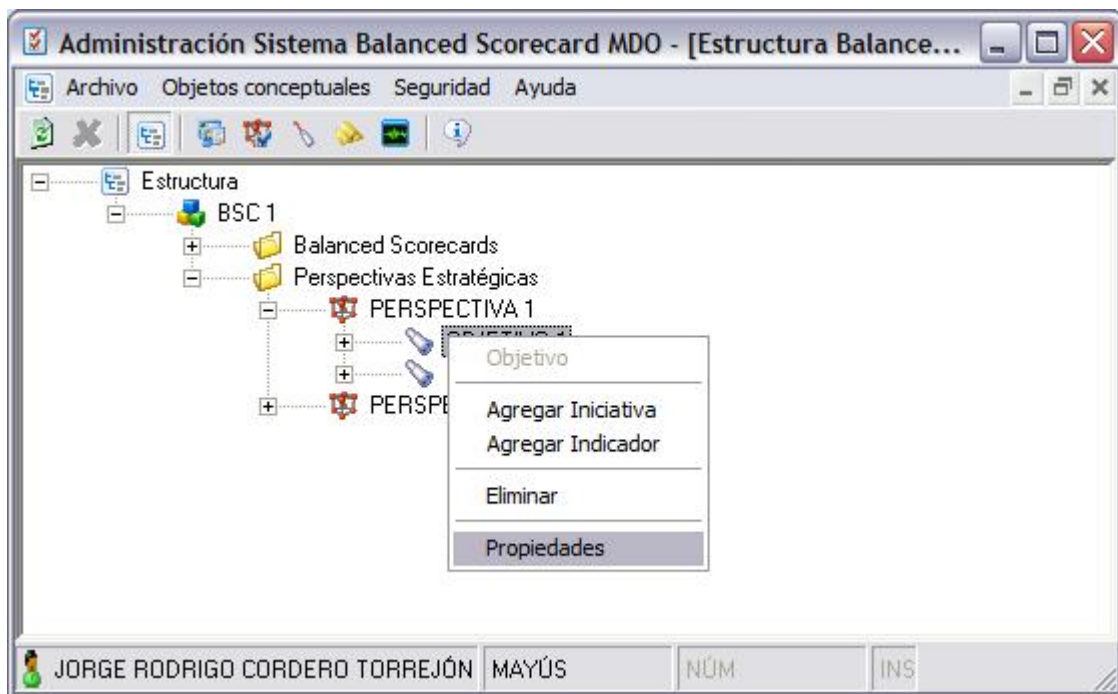 Administración Sistema Balanced Scorecard MDO - [Estructura Balance...
Archivo Objetos conceptuales Seguridad Ayuda
Estructura
BSC 1
Balanced Scorecards
Perspectivas Estratégicas
PERSPECTIVA 1
Objetivo
Agregar Iniciativa
PERSPE
Agregar Indicador
Eliminar
Propiedades
JORGE RODRIGO CORDERO TORREJÓN MAYÚS NÚM INS